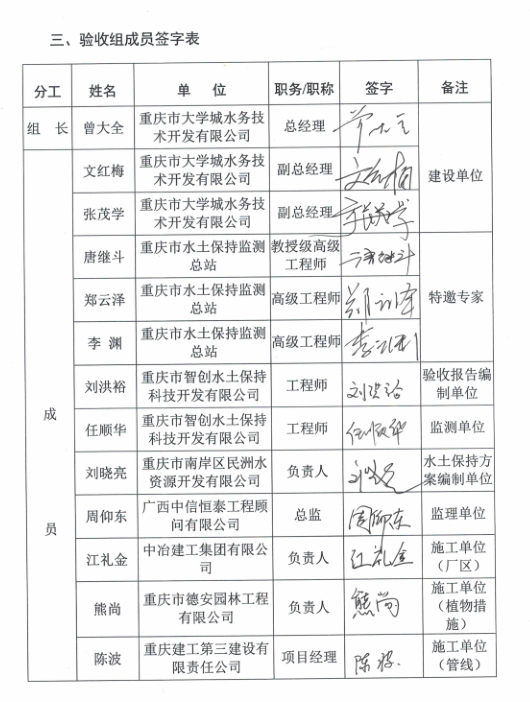 三、验收组成员签字表
分工 姓名 单 位 职务/职称 签字 备注
组 长 曾大全 重庆市大学城水务技术开发有限公司 总经理 建设单位
成员
文红梅 重庆市大学城水务技术开发有限公司 副总经理 文红梅
张茂学 重庆市大学城水务技术开发有限公司 副总经理
唐继斗 重庆市水土保持监测总站 教授级高级工程师 唐继斗 特邀专家
郑云泽 重庆市水土保持监测总站 高级工程师
李 渊 重庆市水土保持监测总站 高级工程师
刘洪裕 重庆市智创水土保持科技开发有限公司 工程师 刘洪裕 验收报告编制单位
任顺华 重庆市智创水土保持科技开发有限公司 工程师 任顺华 监测单位
刘晓亮 重庆市南岸区民洲水资源开发有限公司 负责人 水土保持方案编制单位
周仰东 广西中信恒泰工程顾问有限公司 总监 周仰东 监理单位
江礼金 中冶建工集团有限公司 负责人 江礼金 施工单位（厂区）
熊尚 重庆市德安园林工程有限公司 负责人 熊尚 施工单位（植物措施）
陈波 重庆建工第三建设有限责任公司 项目经理 陈波 施工单位（管线）